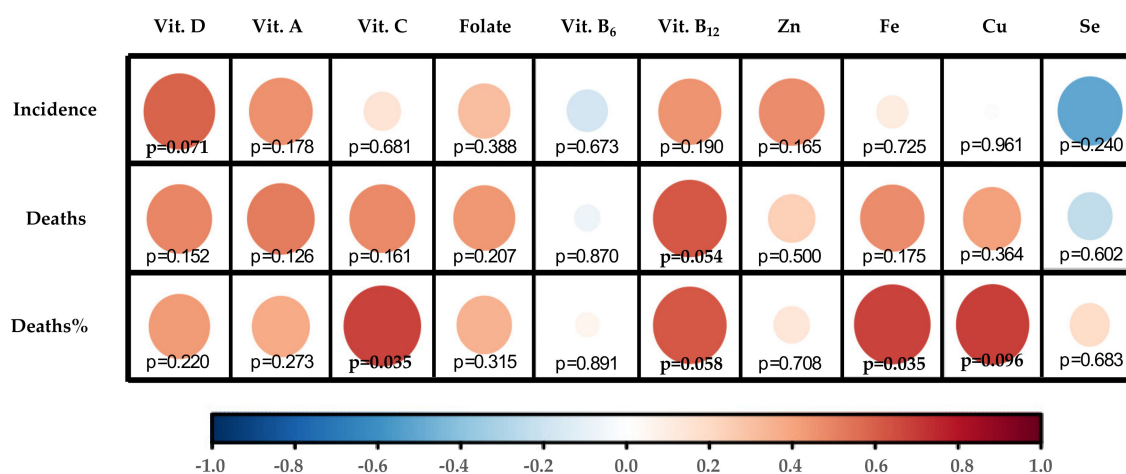 Vit. D Vit. A Vit. C Folate Vit. B6 Vit. B12 Zn Fe Cu Se
Incidence p=0.071 p=0.178 p=0.681 p=0.388 p=0.673 p=0.190 p=0.165 p=0.725 p=0.961 p=0.240
Deaths p=0.152 p=0.126 p=0.161 p=0.207 p=0.870 p=0.054 p=0.500 p=0.175 p=0.364 p=0.602
Deaths% p=0.220 p=0.273 p=0.035 p=0.315 p=0.891 p=0.058 p=0.708 p=0.035 p=0.096 p=0.683
-1.0 -0.8 -0.6 -0.4 -0.2 0.0 0.2 0.4 0.6 0.8 1.0